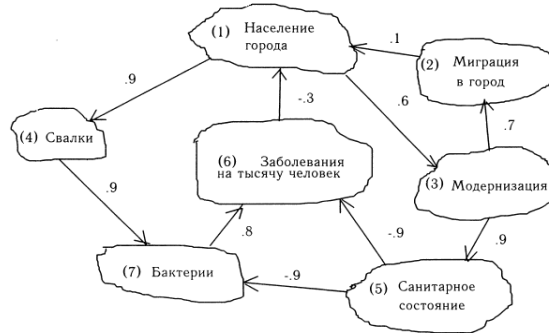 (1) Население
города
.1
(2) Миграция
в город
.9
-.3
.6
.7
(4) Свалки
(6) Заболевания
на тысячу человек
(3) Модернизация
.9
.8
-.9
.9
(7) Бактерии
-.9
(5) Санитарное
состояние